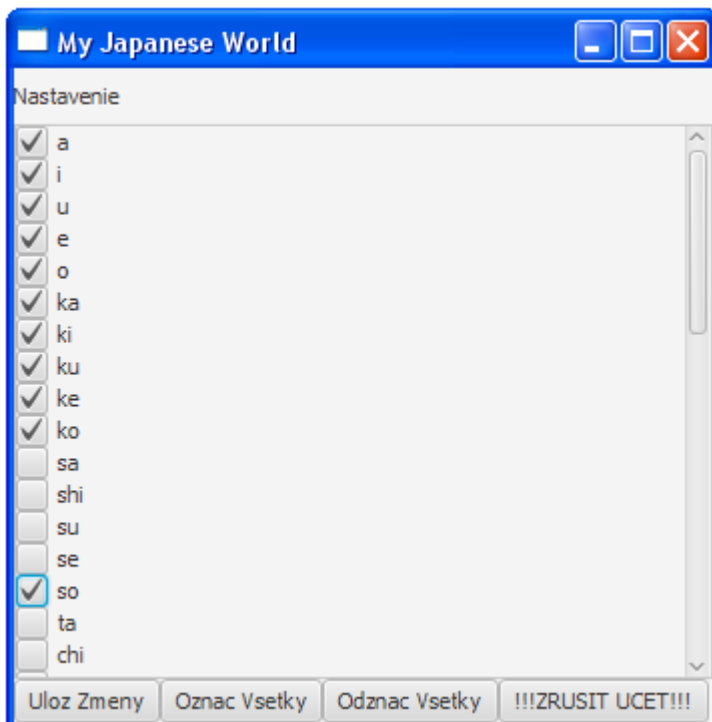 My Japanese World
Nastavenie
a
i
u
e
o
ka
ki
ku
ke
ko
sa
shi
su
se
so
ta
chi
Uloz Zmeny Oznac Vsetky Odznac Vsetky !!!ZRUSIT UCET!!!